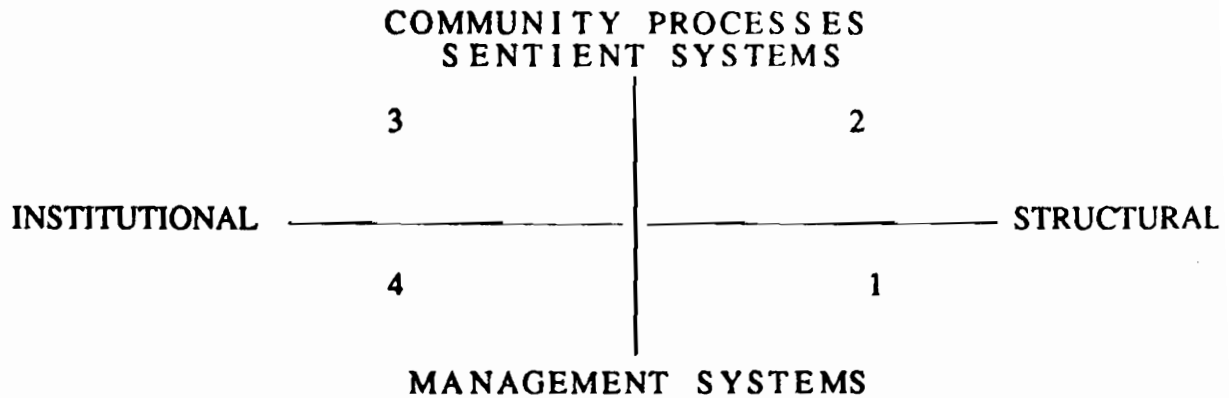 COMMUNITY PROCESSES
SENTIENT SYSTEMS
3 2
INSTITUTIONAL STRUCTURAL
4 1
MANAGEMENT SYSTEMS